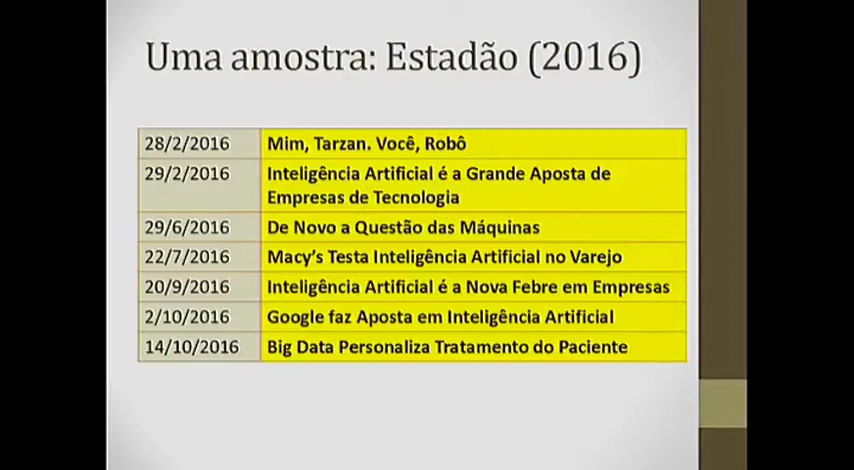 Uma amostra: Estadão (2016)
28/2/2016 Mim, Tarzan. Você, Robô
29/2/2016 Inteligência Artificial é a Grande Aposta de
Empresas de Tecnologia
29/6/2016 De Novo a Questão das Máquinas
22/7/2016 Macy's Testa Inteligência Artificial no Varejo
20/9/2016 Inteligência Artificial é a Nova Febre em Empresas
2/10/2016 Google faz Aposta em Inteligência Artificial
14/10/2016 Big Data Personaliza Tratamento do Paciente